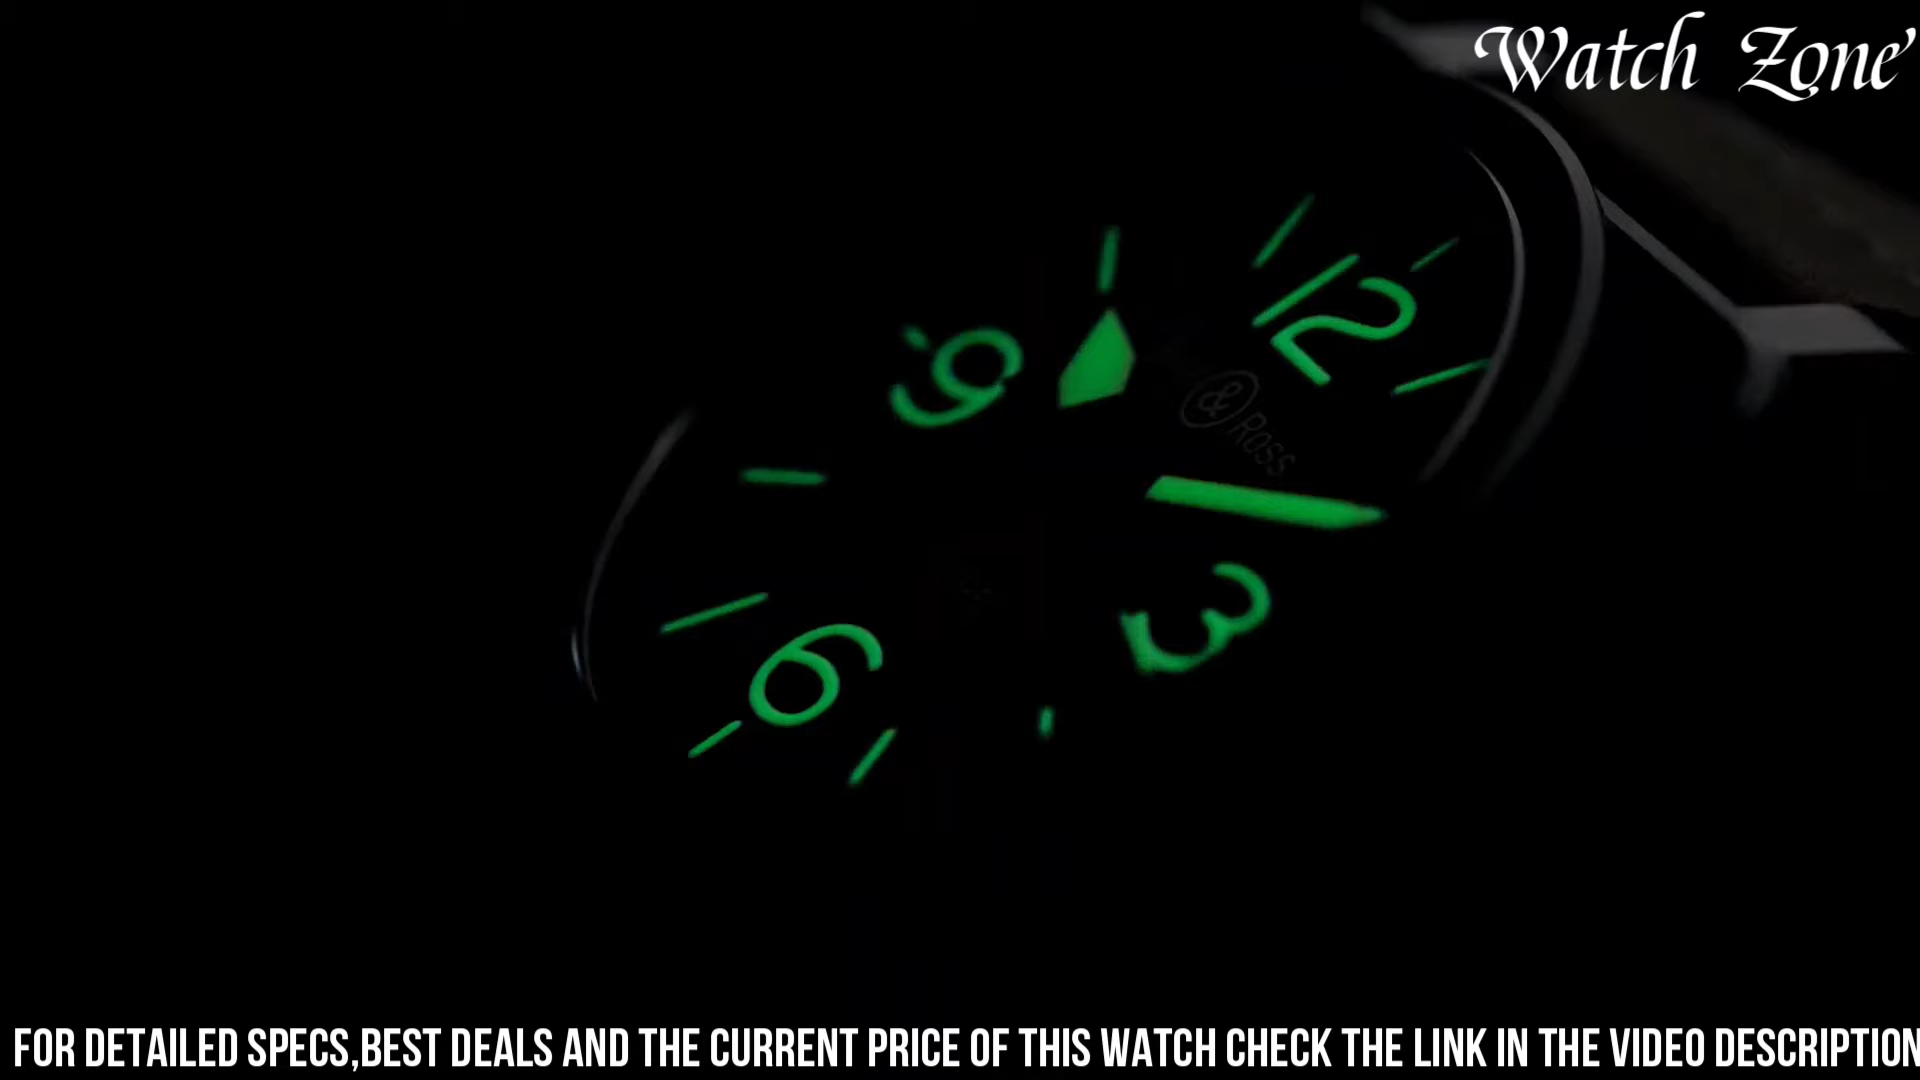 Watch Zone
12
9
& Ross
3
6
FOR DETAILED SPECS,BEST DEALS AND THE CURRENT PRICE OF THIS WATCH CHECK THE LINK IN THE VIDEO DESCRIPTION